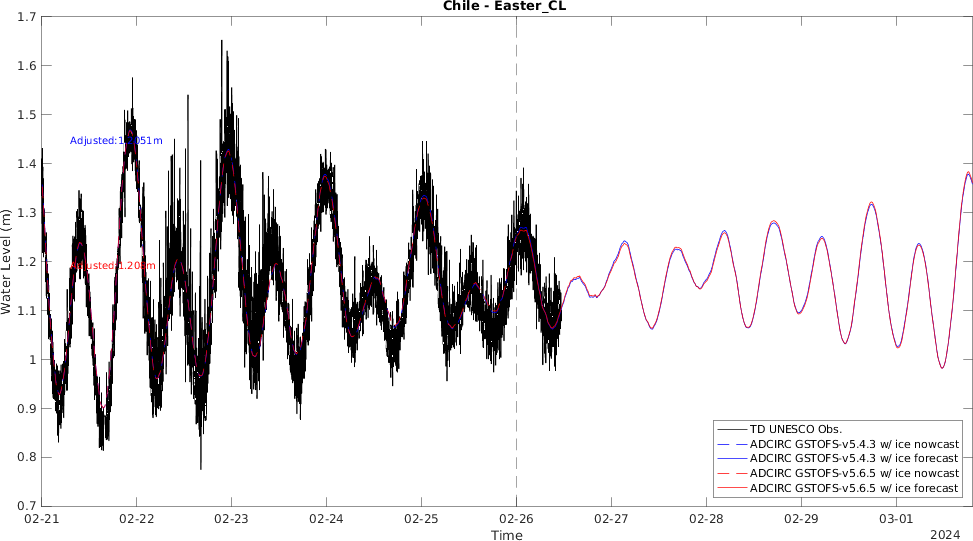 Chile - Easter_CL
1.7
1.6
1.5
1.4
1.3
1.2
1.1
1
0.9
0.8
0.7
Water Level (m)
Adjusted:
Adjusted:1.20
TD UNESCO Obs.
ADCIRC GSTOFS-v5.4.3 w/ ice nowcast
ADCIRC GSTOFS-v5.4.3 w/ ice forecast
ADCIRC GSTOFS-v5.6.5 w/ ice nowcast
ADCIRC GSTOFS-v5.6.5 w/ ice forecast
02-21 02-22 02-23 02-24 02-25 02-26 02-27 02-28 02-29 03-01
Time
2024